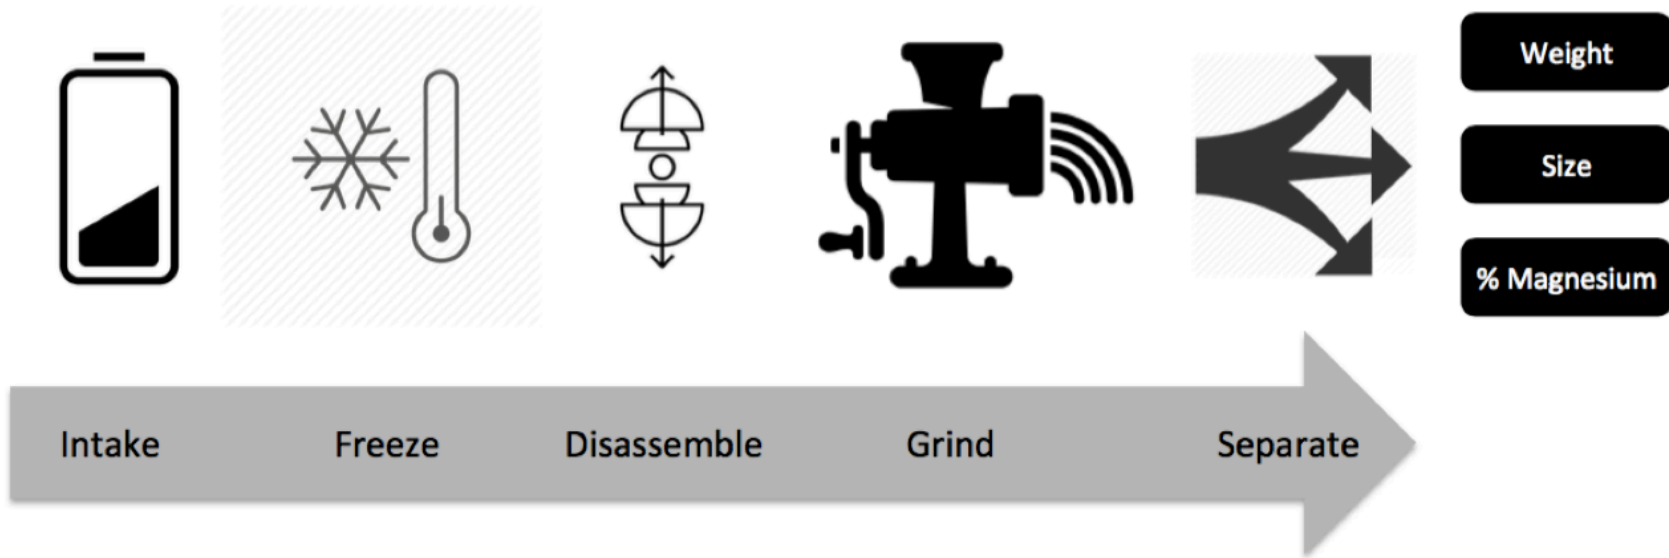 Weight
Size
% Magnesium
Intake
Freeze
Disassemble
Grind
Separate